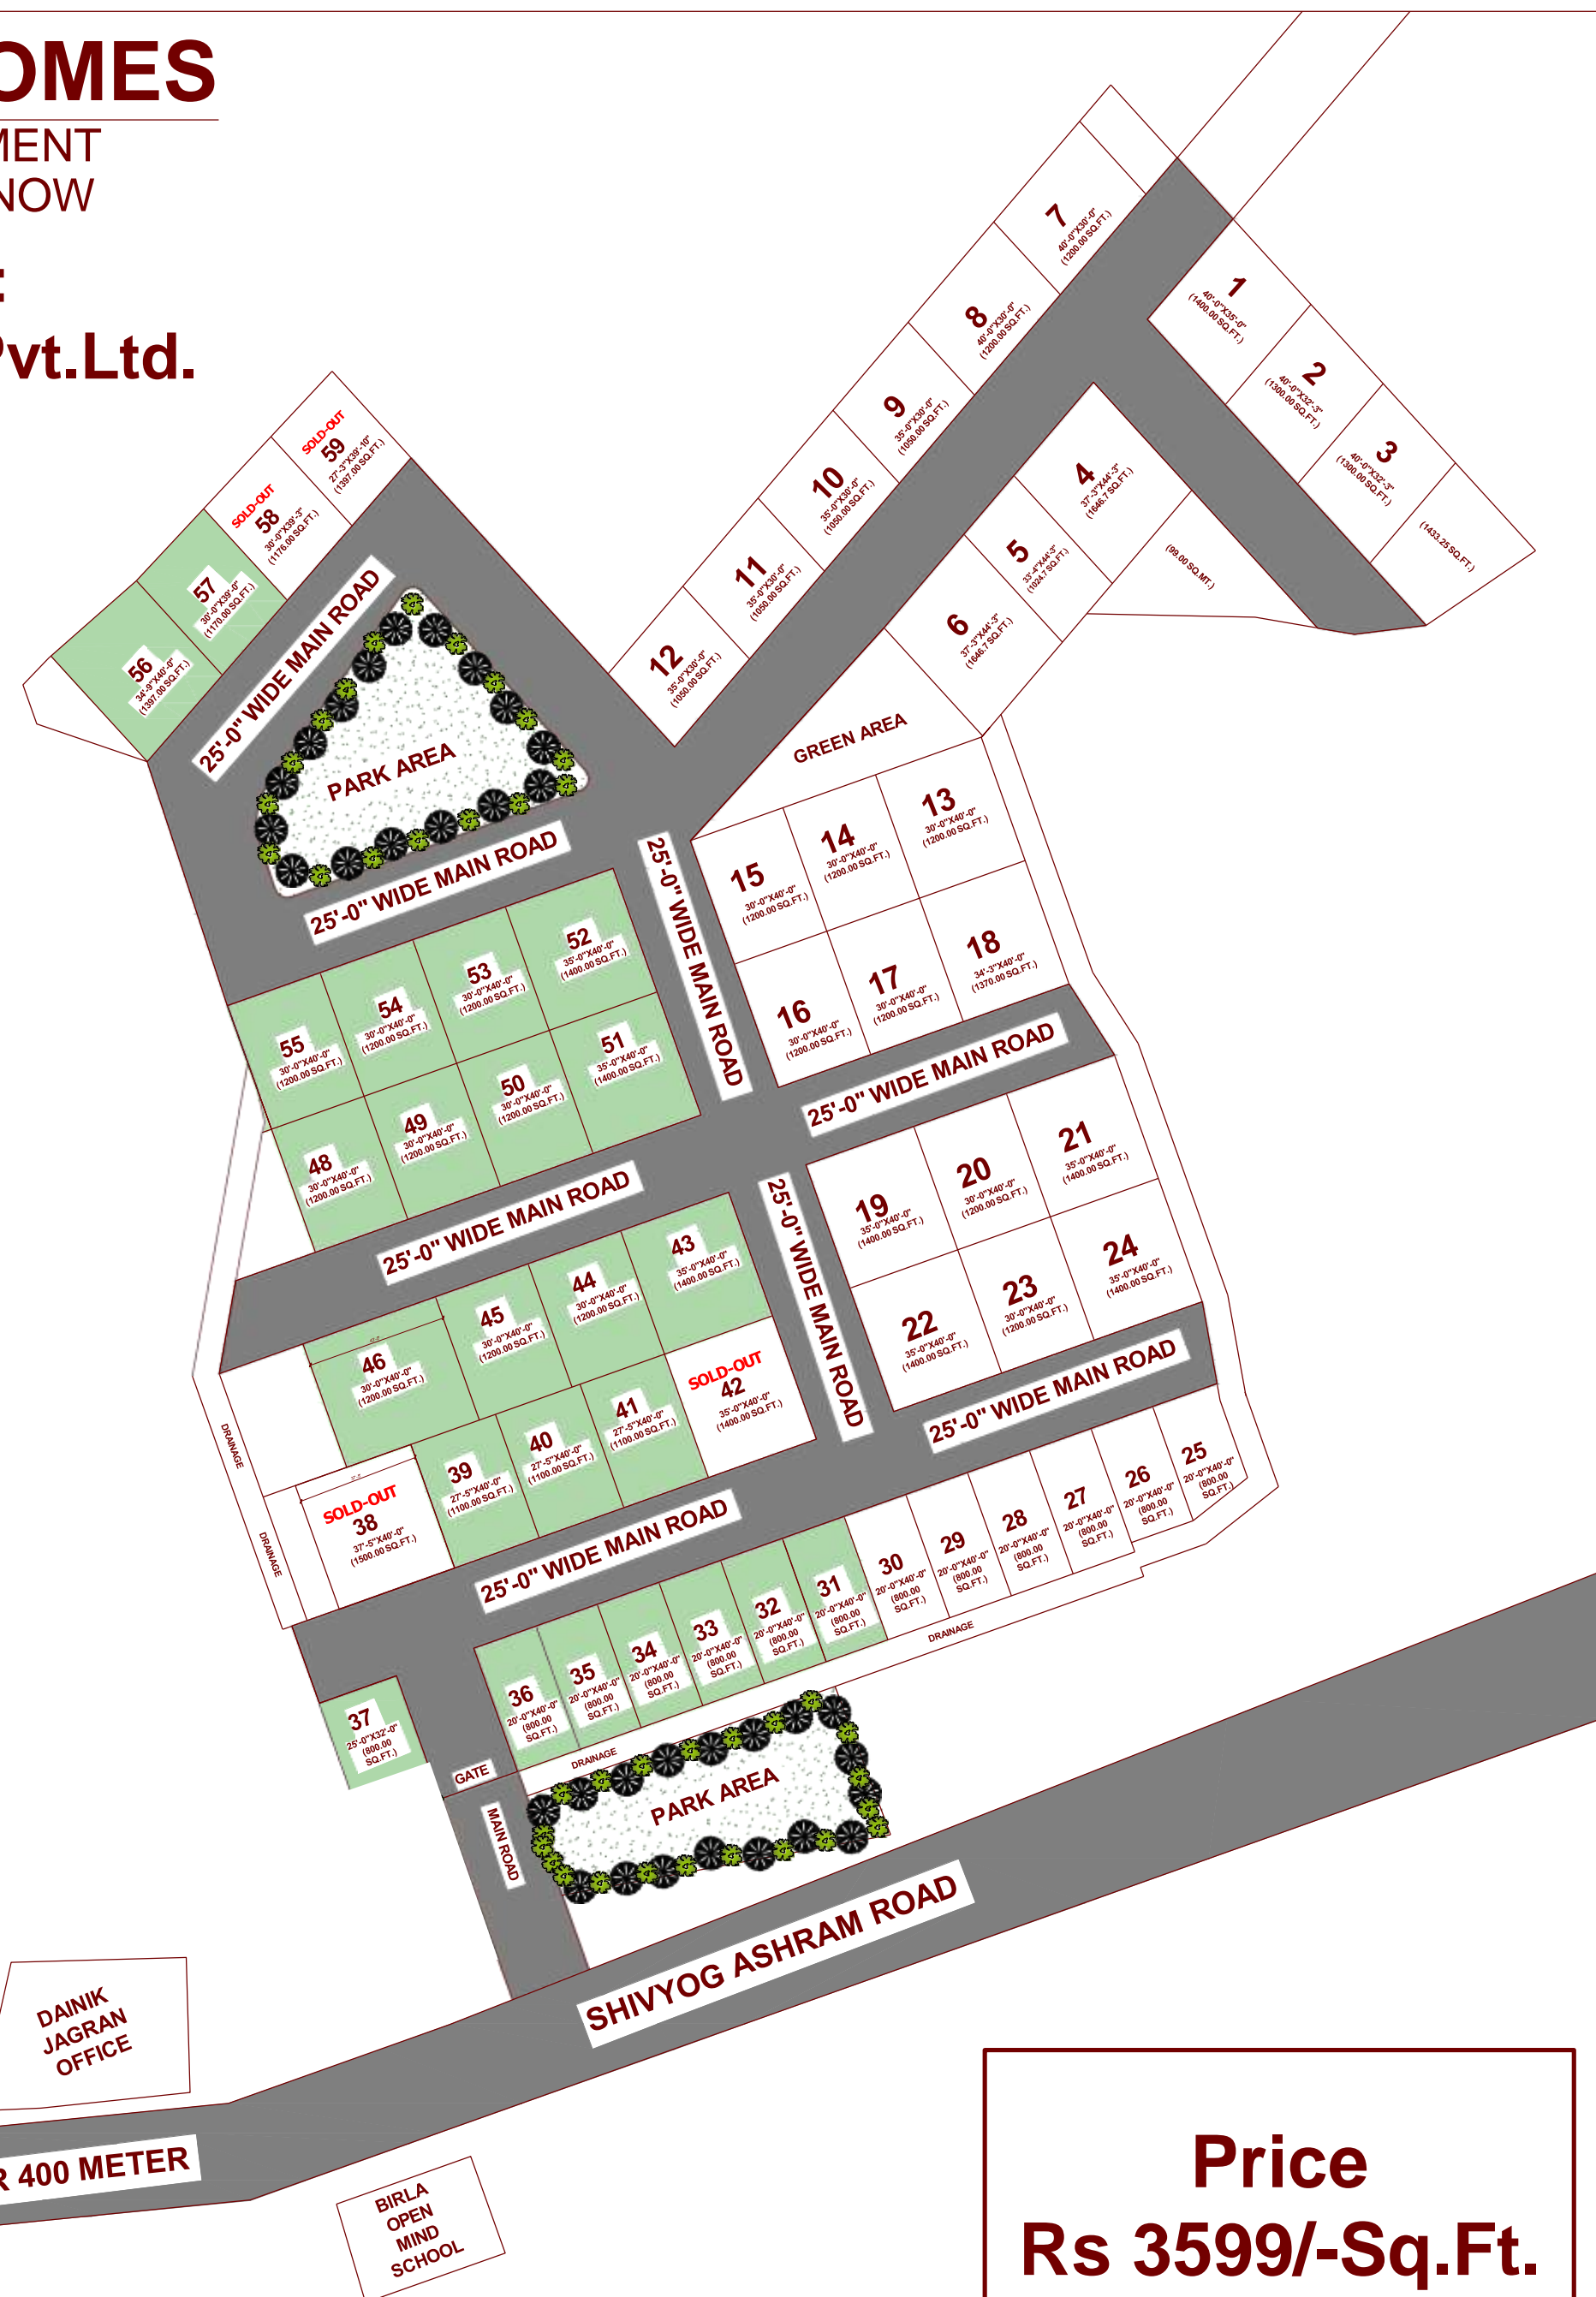 OMES
MENT
NOW
:
Pvt.Ltd.
7
40'-0"X30'-0"
(1200.00 SQ.FT.)
8
40'-0"X30'-0"
(1200.00 SQ.FT.)
9
35'-0"X30'-0"
(1050.00 SQ.FT.)
10
35'-0"X30'-0"
(1050.00 SQ.FT.)
11
35'-0"X30'-0"
(1050.00 SQ.FT.)
12
35'-0"X30'-0"
(1050.00 SQ.FT.)
1
40'-0"X35'-0"
(1400.00 SQ.FT.)
2
40'-0"X32'-3"
(1300.00 SQ.FT.)
3
40'-0"X32'-3"
(1300.00 SQ.FT.)
(1433.25 SQ.FT.)
4
37'-3"X44'-3"
(1646.7 SQ.FT.)
5
33'-4"X44'-3"
(1024.7 SQ.FT.)
6
37'-3"X44'-3"
(1646.7 SQ.FT.)
(99.00 SQ.MT.)
SOLD-OUT
59
27'-3"X39'-10"
(1397.00 SQ.FT.)
SOLD-OUT
58
30'-0"X39'-3"
(1176.00 SQ.FT.)
57
30'-0"X39'-0"
(1170.00 SQ.FT.)
56
34'-9"X40'-0"
(1397.00 SQ.FT.)
25'-0" WIDE MAIN ROAD
PARK AREA
25'-0" WIDE MAIN ROAD
GREEN AREA
25'-0" WIDE MAIN ROAD
15
30'-0"X40'-0"
(1200.00 SQ.FT.)
14
30'-0"X40'-0"
(1200.00 SQ.FT.)
13
30'-0"X40'-0"
(1200.00 SQ.FT.)
16
30'-0"X40'-0"
(1200.00 SQ.FT.)
17
30'-0"X40'-0"
(1200.00 SQ.FT.)
18
34'-3"X40'-0"
(1370.00 SQ.FT.)
55
30'-0"X40'-0"
(1200.00 SQ.FT.)
54
30'-0"X40'-0"
(1200.00 SQ.FT.)
53
30'-0"X40'-0"
(1200.00 SQ.FT.)
52
35'-0"X40'-0"
(1400.00 SQ.FT.)
48
30'-0"X40'-0"
(1200.00 SQ.FT.)
49
30'-0"X40'-0"
(1200.00 SQ.FT.)
50
30'-0"X40'-0"
(1200.00 SQ.FT.)
51
35'-0"X40'-0"
(1400.00 SQ.FT.)
25'-0" WIDE MAIN ROAD
25'-0" WIDE MAIN ROAD
25'-0" WIDE MAIN ROAD
19
35'-0"X40'-0"
(1400.00 SQ.FT.)
20
30'-0"X40'-0"
(1200.00 SQ.FT.)
21
35'-0"X40'-0"
(1400.00 SQ.FT.)
22
35'-0"X40'-0"
(1400.00 SQ.FT.)
23
30'-0"X40'-0"
(1200.00 SQ.FT.)
24
35'-0"X40'-0"
(1400.00 SQ.FT.)
46
30'-0"X40'-0"
(1200.00 SQ.FT.)
45
30'-0"X40'-0"
(1200.00 SQ.FT.)
44
30'-0"X40'-0"
(1200.00 SQ.FT.)
43
35'-0"X40'-0"
(1400.00 SQ.FT.)
DRAINAGE
DRAINAGE
SOLD-OUT
38
37'-5"X40'-0"
(1500.00 SQ.FT.)
39
27'-5"X40'-0"
(1100.00 SQ.FT.)
40
27'-5"X40'-0"
(1100.00 SQ.FT.)
41
27'-5"X40'-0"
(1100.00 SQ.FT.)
SOLD-OUT
42
35'-0"X40'-0"
(1400.00 SQ.FT.)
25'-0" WIDE MAIN ROAD
25'-0" WIDE MAIN ROAD
25
20'-0"X40'-0"
(800.00
SQ.FT.)
26
20'-0"X40'-0"
(800.00
SQ.FT.)
27
20'-0"X40'-0"
(800.00
SQ.FT.)
28
20'-0"X40'-0"
(800.00
SQ.FT.)
29
20'-0"X40'-0"
(800.00
SQ.FT.)
30
20'-0"X40'-0"
(800.00
SQ.FT.)
31
20'-0"X40'-0"
(800.00
SQ.FT.)
32
20'-0"X40'-0"
(800.00
SQ.FT.)
33
20'-0"X40'-0"
(800.00
SQ.FT.)
34
20'-0"X40'-0"
(800.00
SQ.FT.)
35
20'-0"X40'-0"
(800.00
SQ.FT.)
36
20'-0"X40'-0"
(800.00
SQ.FT.)
DRAINAGE
37
25'-0"X32'-0"
(800.00
SQ.FT.)
GATE
DRAINAGE
MAIN ROAD
PARK AREA
SHIVYOG ASHRAM ROAD
DAINIK
JAGRAN
OFFICE
R 400 METER
BIRLA
OPEN
MIND
SCHOOL
Price
Rs 3599/-Sq.Ft.